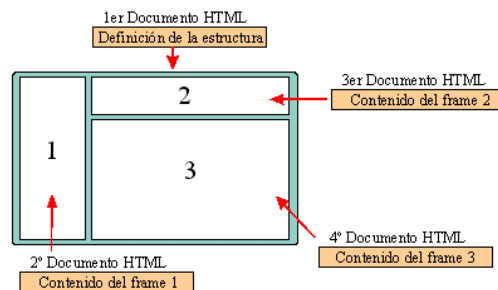 1er Documento HTML
Definición de la estructura
2
3er Documento HTML
Contenido del frame 2
1
3
4º Documento HTML
Contenido del frame 3
2º Documento HTML
Contenido del frame 1